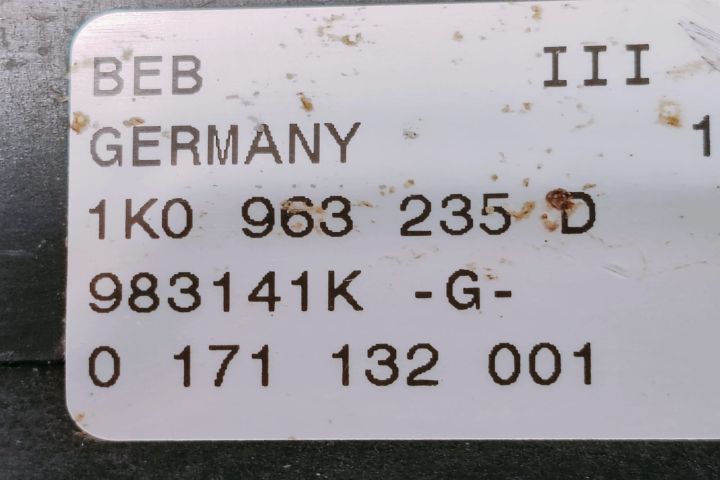 BEB III
GERMANY 1
1K0 963 235 D
983141K -G-
0 171 132 001